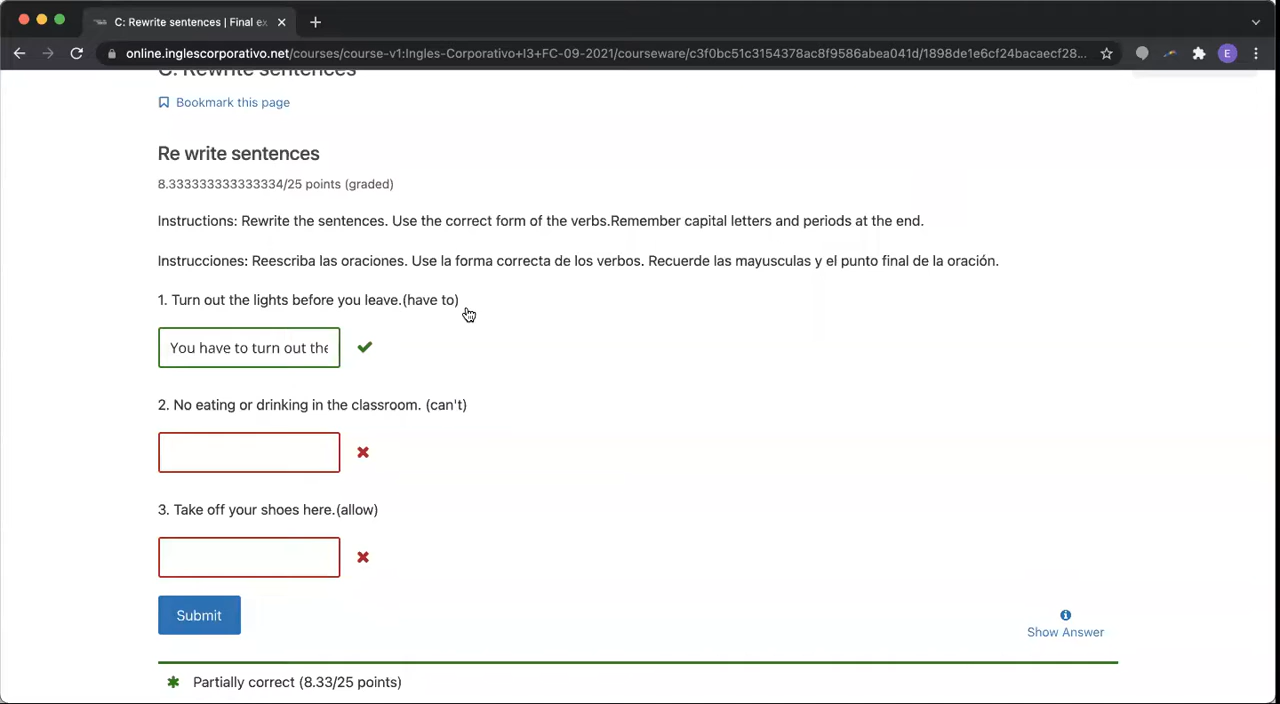 C: Rewrite sentences | Final ex
online.inglescorporativo.net/courses/course-v1:Ingles-Corporativo+I3+FC-09-2021/courseware/c3f0bc51c3154378ac8f9586abea041d/1898de1e6cf24bacaecf28...
E
C: Rewrite sentences
Bookmark this page
Re write sentences
8.333333333333334/25 points (graded)
Instructions: Rewrite the sentences. Use the correct form of the verbs.Remember capital letters and periods at the end.
Instrucciones: Reescriba las oraciones. Use la forma correcta de los verbos. Recuerde las mayusculas y el punto final de la oración.
1. Turn out the lights before you leave.(have to)
You have to turn out the
2. No eating or drinking in the classroom. (can't)
3. Take off your shoes here.(allow)
Submit
Show Answer
Partially correct (8.33/25 points)